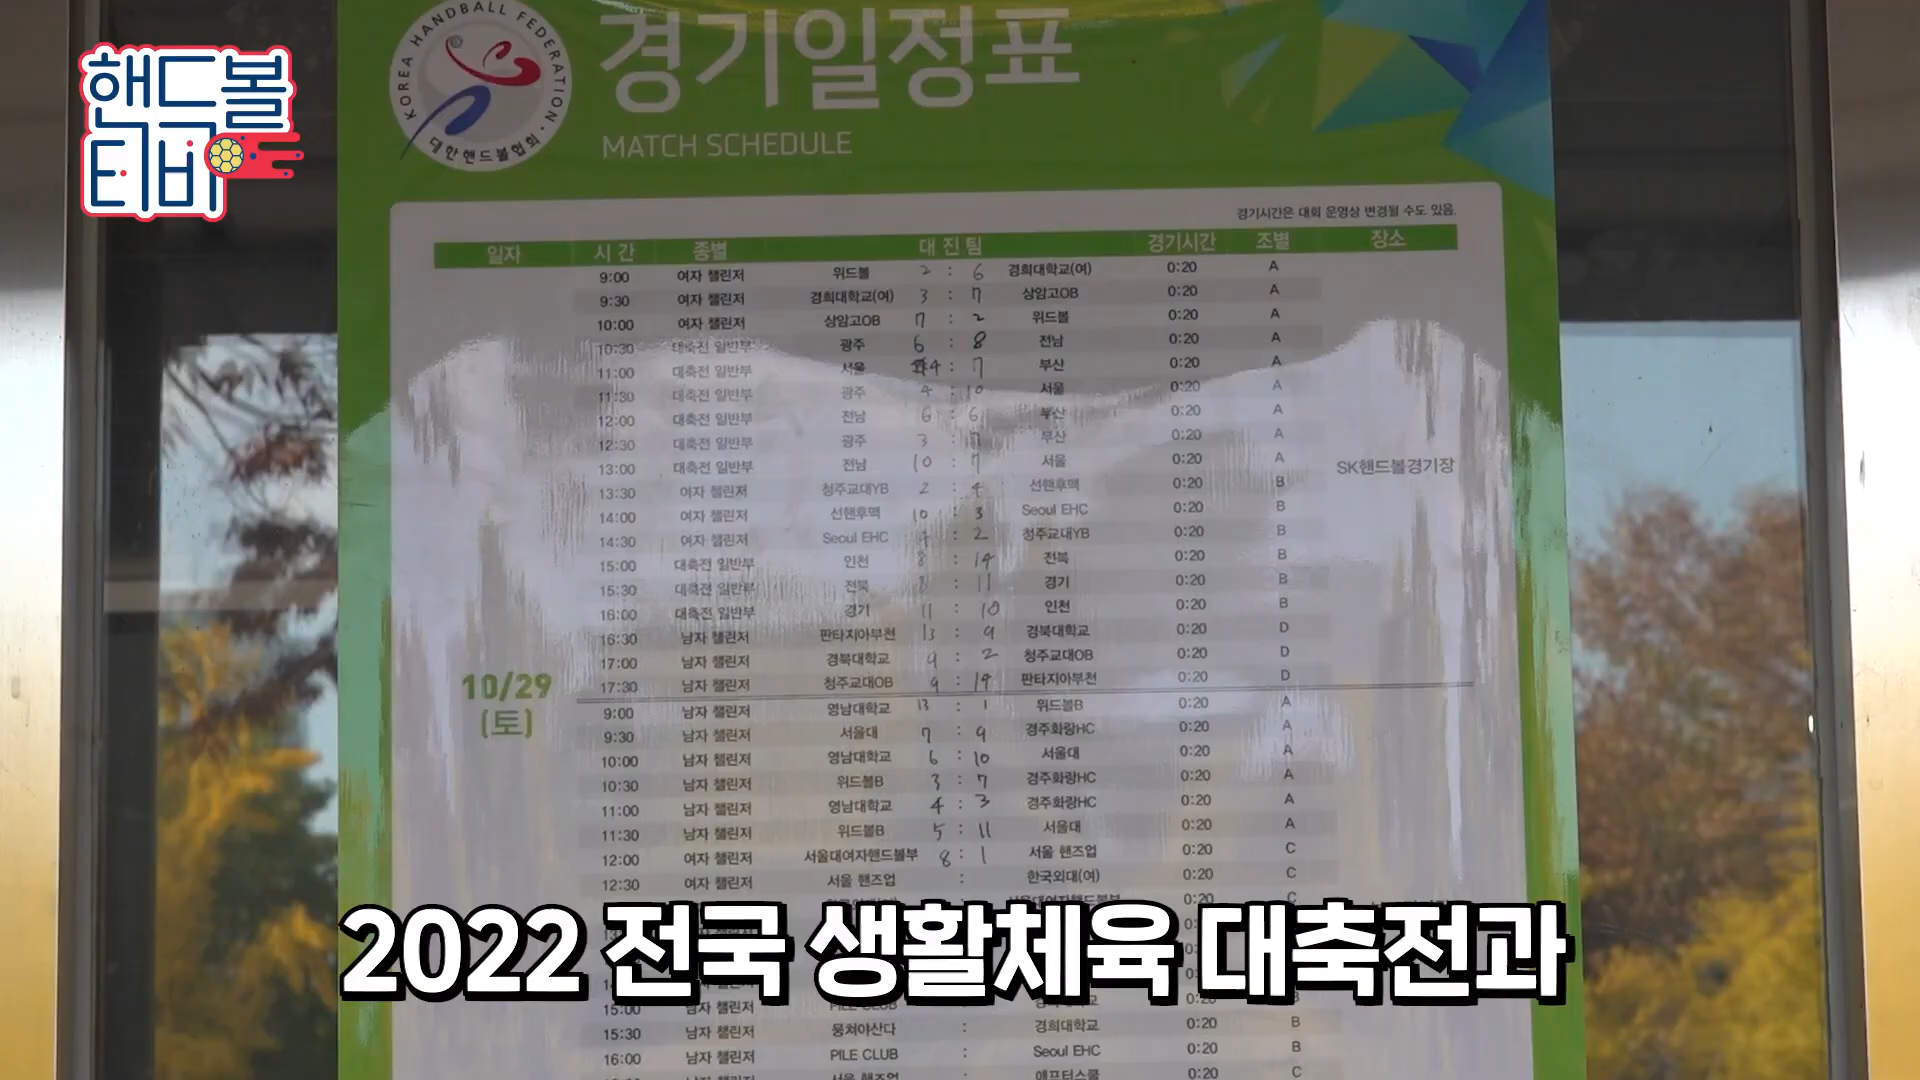 핸드볼
티비
KOREA HANDBALL FEDERATION · 대한핸드볼협회 ·
경기일정표
MATCH SCHEDULE
경기시간은 대회 운영상 변경될 수도 있음.
일자 시 간 종별 대 진 팀 경기시간 조별 장소
9:00 여자 챌린저 위드볼 2 : 6 경희대학교(여) 0:20 A
9:30 여자 챌린저 경희대학교(여) 3 : 7 상암고OB 0:20 A
10:00 여자 챌린저 상암고OB 7 : 2 위드볼 0:20 A
10:30 대축전 일반부 광주 6 : 8 전남 0:20 A
11:00 대축전 일반부 서울 4 : 7 부산 0:20 A
11:30 대축전 일반부 광주 4 : 10 서울 0:20 A
12:00 대축전 일반부 전남 6 : 6 부산 0:20 A
12:30 대축전 일반부 광주 3 : 7 부산 0:20 A
13:00 대축전 일반부 전남 10 : 7 서울 0:20 A SK핸드볼경기장
13:30 여자 챌린저 청주교대YB 2 : 4 선핸후맥 0:20 B
14:00 여자 챌린저 선핸후맥 10 : 3 Seoul EHC 0:20 B
14:30 여자 챌린저 Seoul EHC : 2 청주교대YB 0:20 B
15:00 대축전 일반부 인천 8 : 14 전북 0:20 B
15:30 대축전 일반부 전북 8 : 11 경기 0:20 B
16:00 대축전 일반부 경기 11 : 10 인천 0:20 B
16:30 남자 챌린저 판타지아부천 13 : 9 경북대학교 0:20 D
17:00 남자 챌린저 경북대학교 9 : 2 청주교대OB 0:20 D
17:30 남자 챌린저 청주교대OB 9 : 14 판타지아부천 0:20 D
10/29
(토)
9:00 남자 챌린저 영남대학교 13 : 1 위드볼B 0:20 A
9:30 남자 챌린저 서울대 7 : 9 경주화랑HC 0:20 A
10:00 남자 챌린저 영남대학교 6 : 10 서울대 0:20 A
10:30 남자 챌린저 위드볼B 3 : 7 경주화랑HC 0:20 A
11:00 남자 챌린저 영남대학교 4 : 3 경주화랑HC 0:20 A
11:30 남자 챌린저 위드볼B 5 : 11 서울대 0:20 A
12:00 여자 챌린저 서울대여자핸드볼부 8 : 1 서울 핸즈업 0:20 C
12:30 여자 챌린저 서울 핸즈업 : 한국외대(여) 0:20 C
2022 전국 생활체육 대축전과
15:00 남자 챌린저 PILE CLUB 0:20 B
15:30 남자 챌린저 뭉쳐야산다 : 경희대학교 0:20 B
16:00 남자 챌린저 PILE CLUB : Seoul EHC 0:20 B
남자 챌린저 서울 핸즈업 : 애프터스쿨 0:20 C